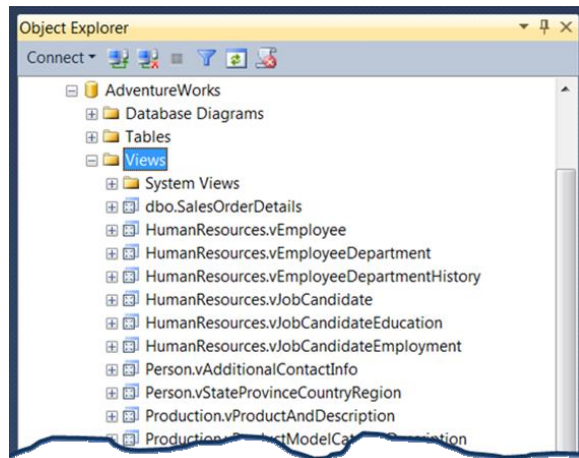 Object Explorer
Connect
AdventureWorks
Database Diagrams
Tables
Views
System Views
dbo.SalesOrderDetails
HumanResources.vEmployee
HumanResources.vEmployeeDepartment
HumanResources.vEmployeeDepartmentHistory
HumanResources.vJobCandidate
HumanResources.vJobCandidateEducation
HumanResources.vJobCandidateEmployment
Person.vAdditionalContactInfo
Person.vStateProvinceCountryRegion
Production.vProductAndDescription